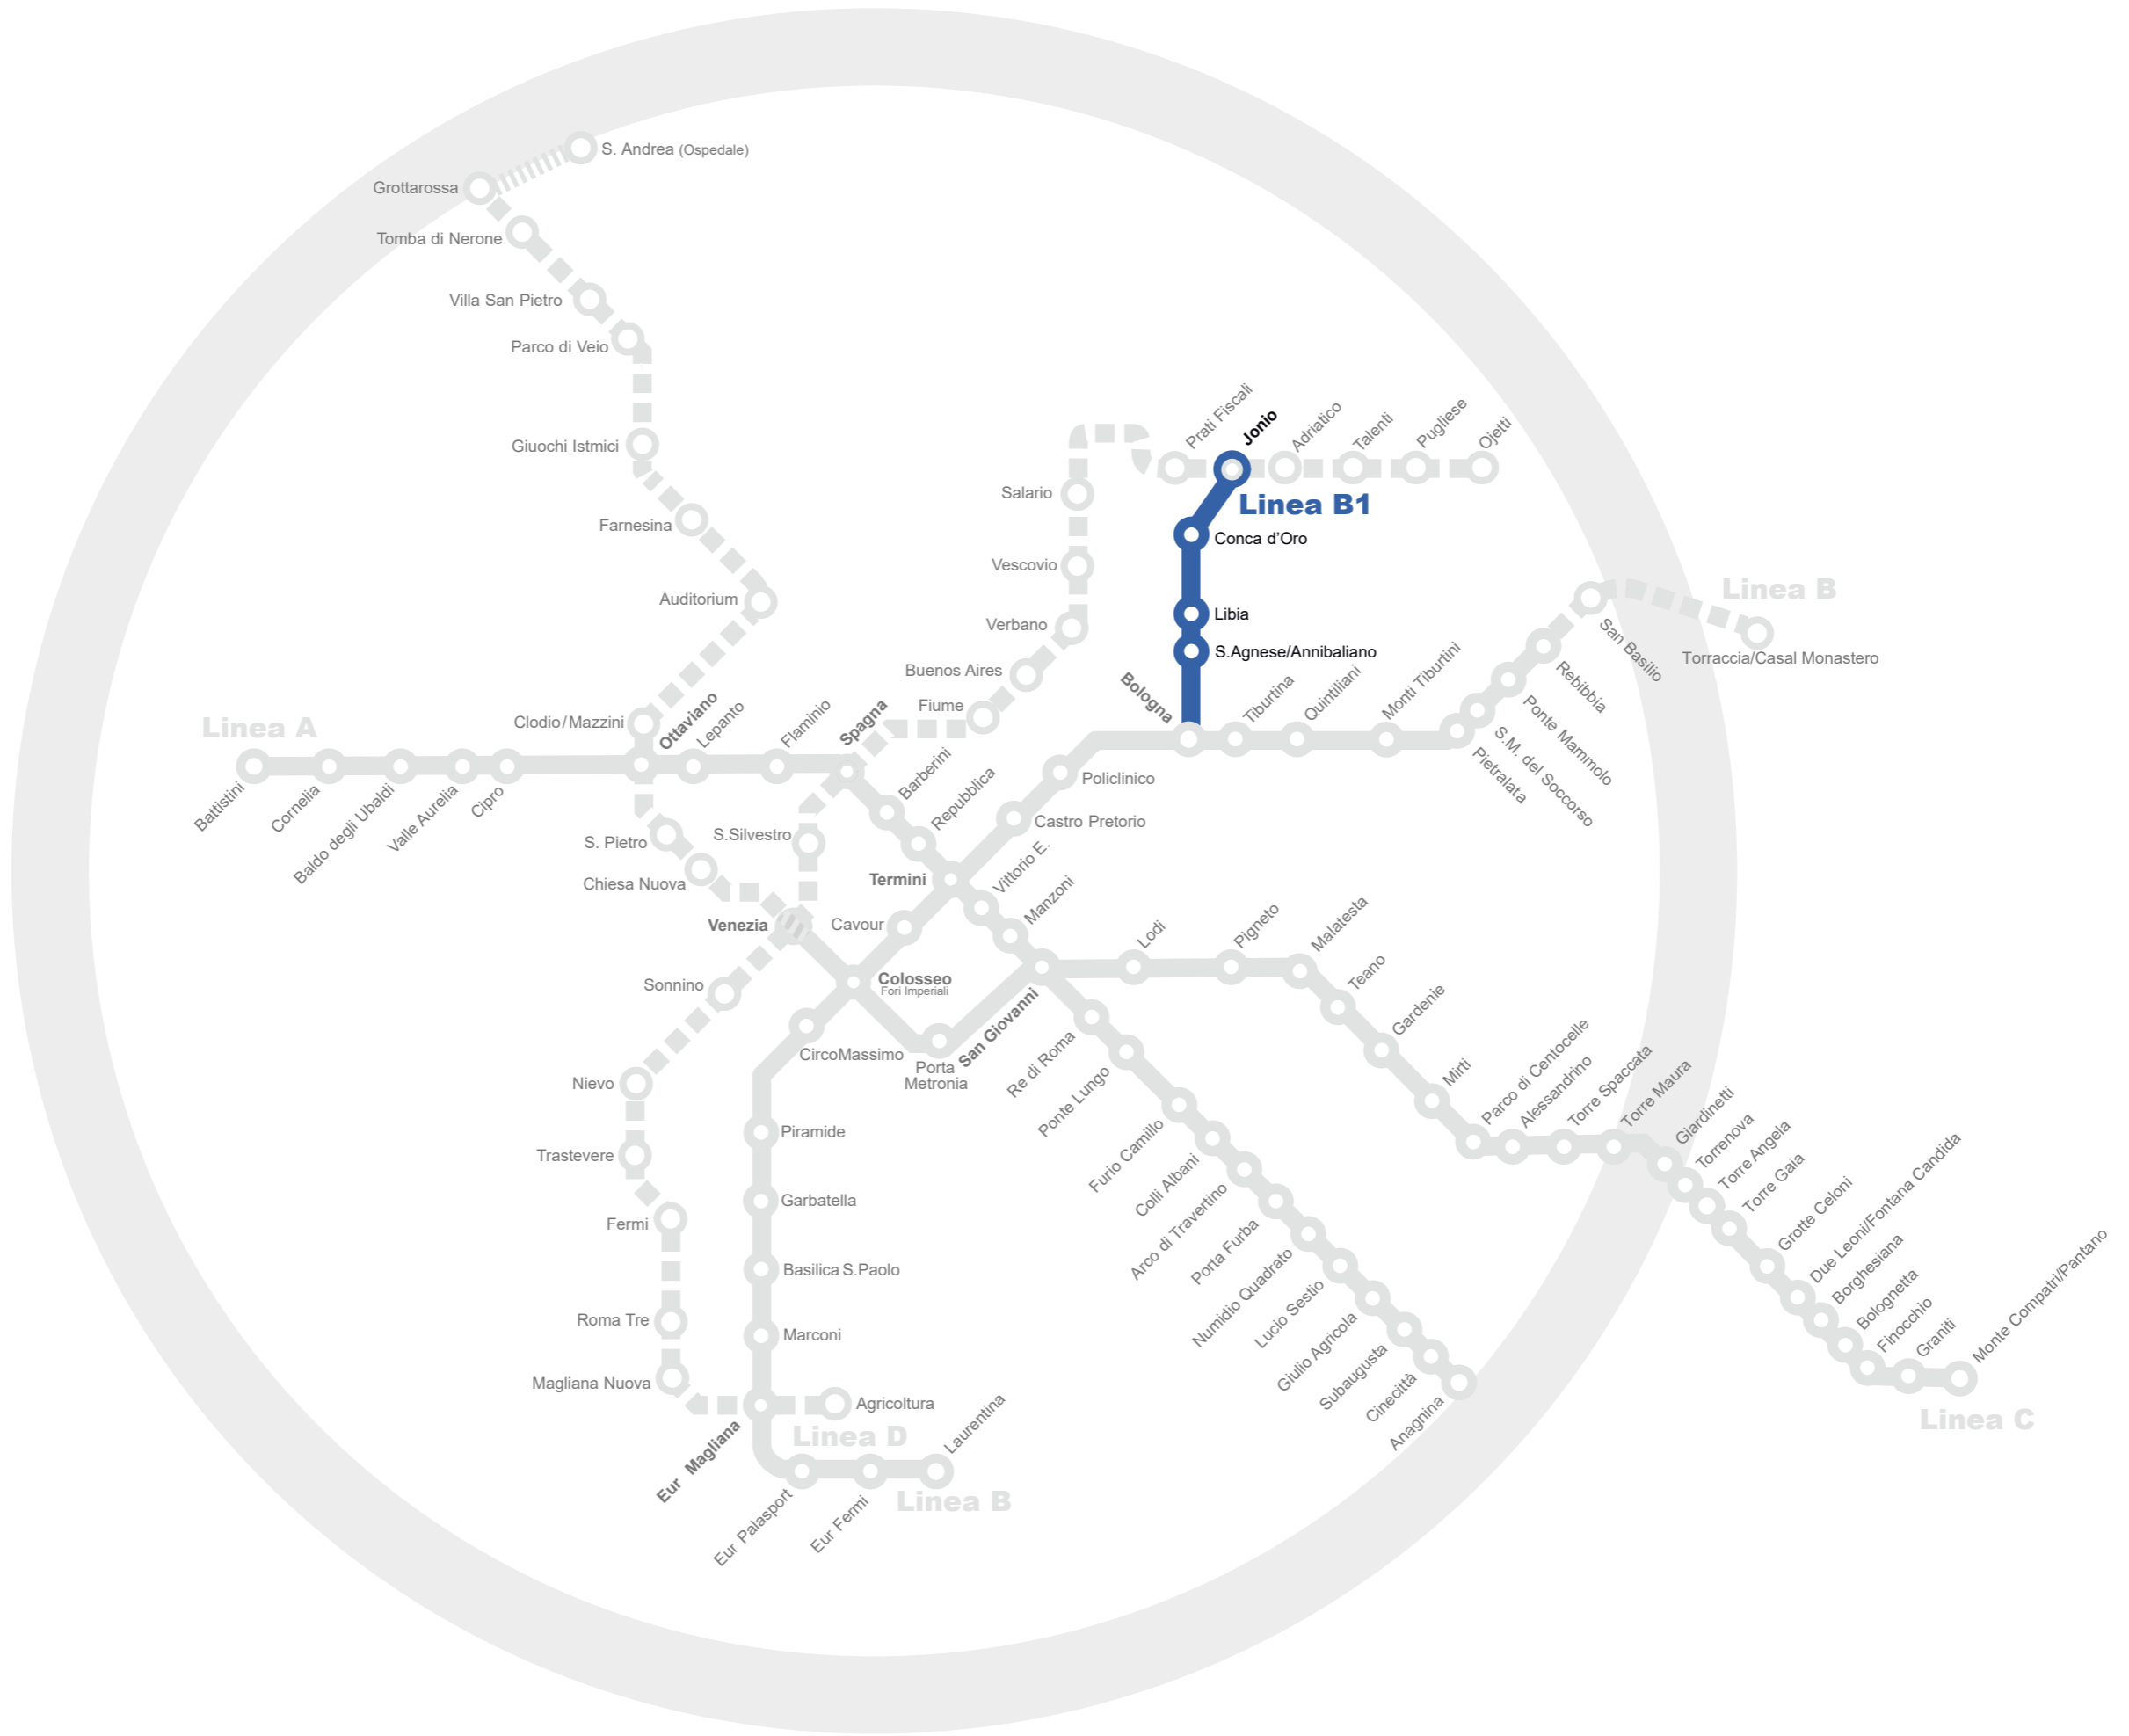 S. Andrea (Ospedale)
Grottarossa
Tomba di Nerone
Villa San Pietro
Parco di Veio
Giuochi Istmici
Farnesina
Auditorium
Clodio/Mazzini
Ottaviano
Lepanto
Flaminio
Spagna
Linea A
Battistini
Cornelia
Baldo degli Ubaldi
Valle Aurelia
Cipro
S. Pietro
Chiesa Nuova
Venezia
S.Silvestro
Barberini
Repubblica
Termini
Vittorio E.
Manzoni
Salario
Vescovio
Verbano
Buenos Aires
Fiume
Prati Fiscali
Jonio
Adriatico
Talenti
Pugliese
Ojetti
Linea B1
Conca d'Oro
Libia
S.Agnese/Annibaliano
Bologna
Tiburtina
Quintiliani
Monti Tiburtini
Pietralata
S.M. del Soccorso
Ponte Mammolo
Rebibbia
San Basilio
Linea B
Torraccia/Casal Monastero
Policlinico
Castro Pretorio
Cavour
Colosseo
Fori Imperiali
CircoMassimo
Porta
Metronia
San Giovanni
Lodi
Pigneto
Malatesta
Teano
Gardenie
Mirti
Parco di Centocelle
Alessandrino
Torre Spaccata
Torre Maura
Giardinetti
Torrenova
Torre Angela
Torre Gaia
Grotte Celoni
Due Leoni/Fontana Candida
Borghesiana
Bolognetta
Finocchio
Graniti
Monte Compatri/Pantano
Linea C
Re di Roma
Ponte Lungo
Furio Camillo
Colli Albani
Arco di Travertino
Porta Furba
Numidio Quadrato
Lucio Sestio
Giulio Agricola
Subaugusta
Cinecittà
Anagnina
Sonnino
Nievo
Trastevere
Fermi
Roma Tre
Magliana Nuova
Piramide
Garbatella
Basilica S.Paolo
Marconi
Agricoltura
Linea D
Eur Magliana
Eur Palasport
Eur Fermi
Laurentina
Linea B